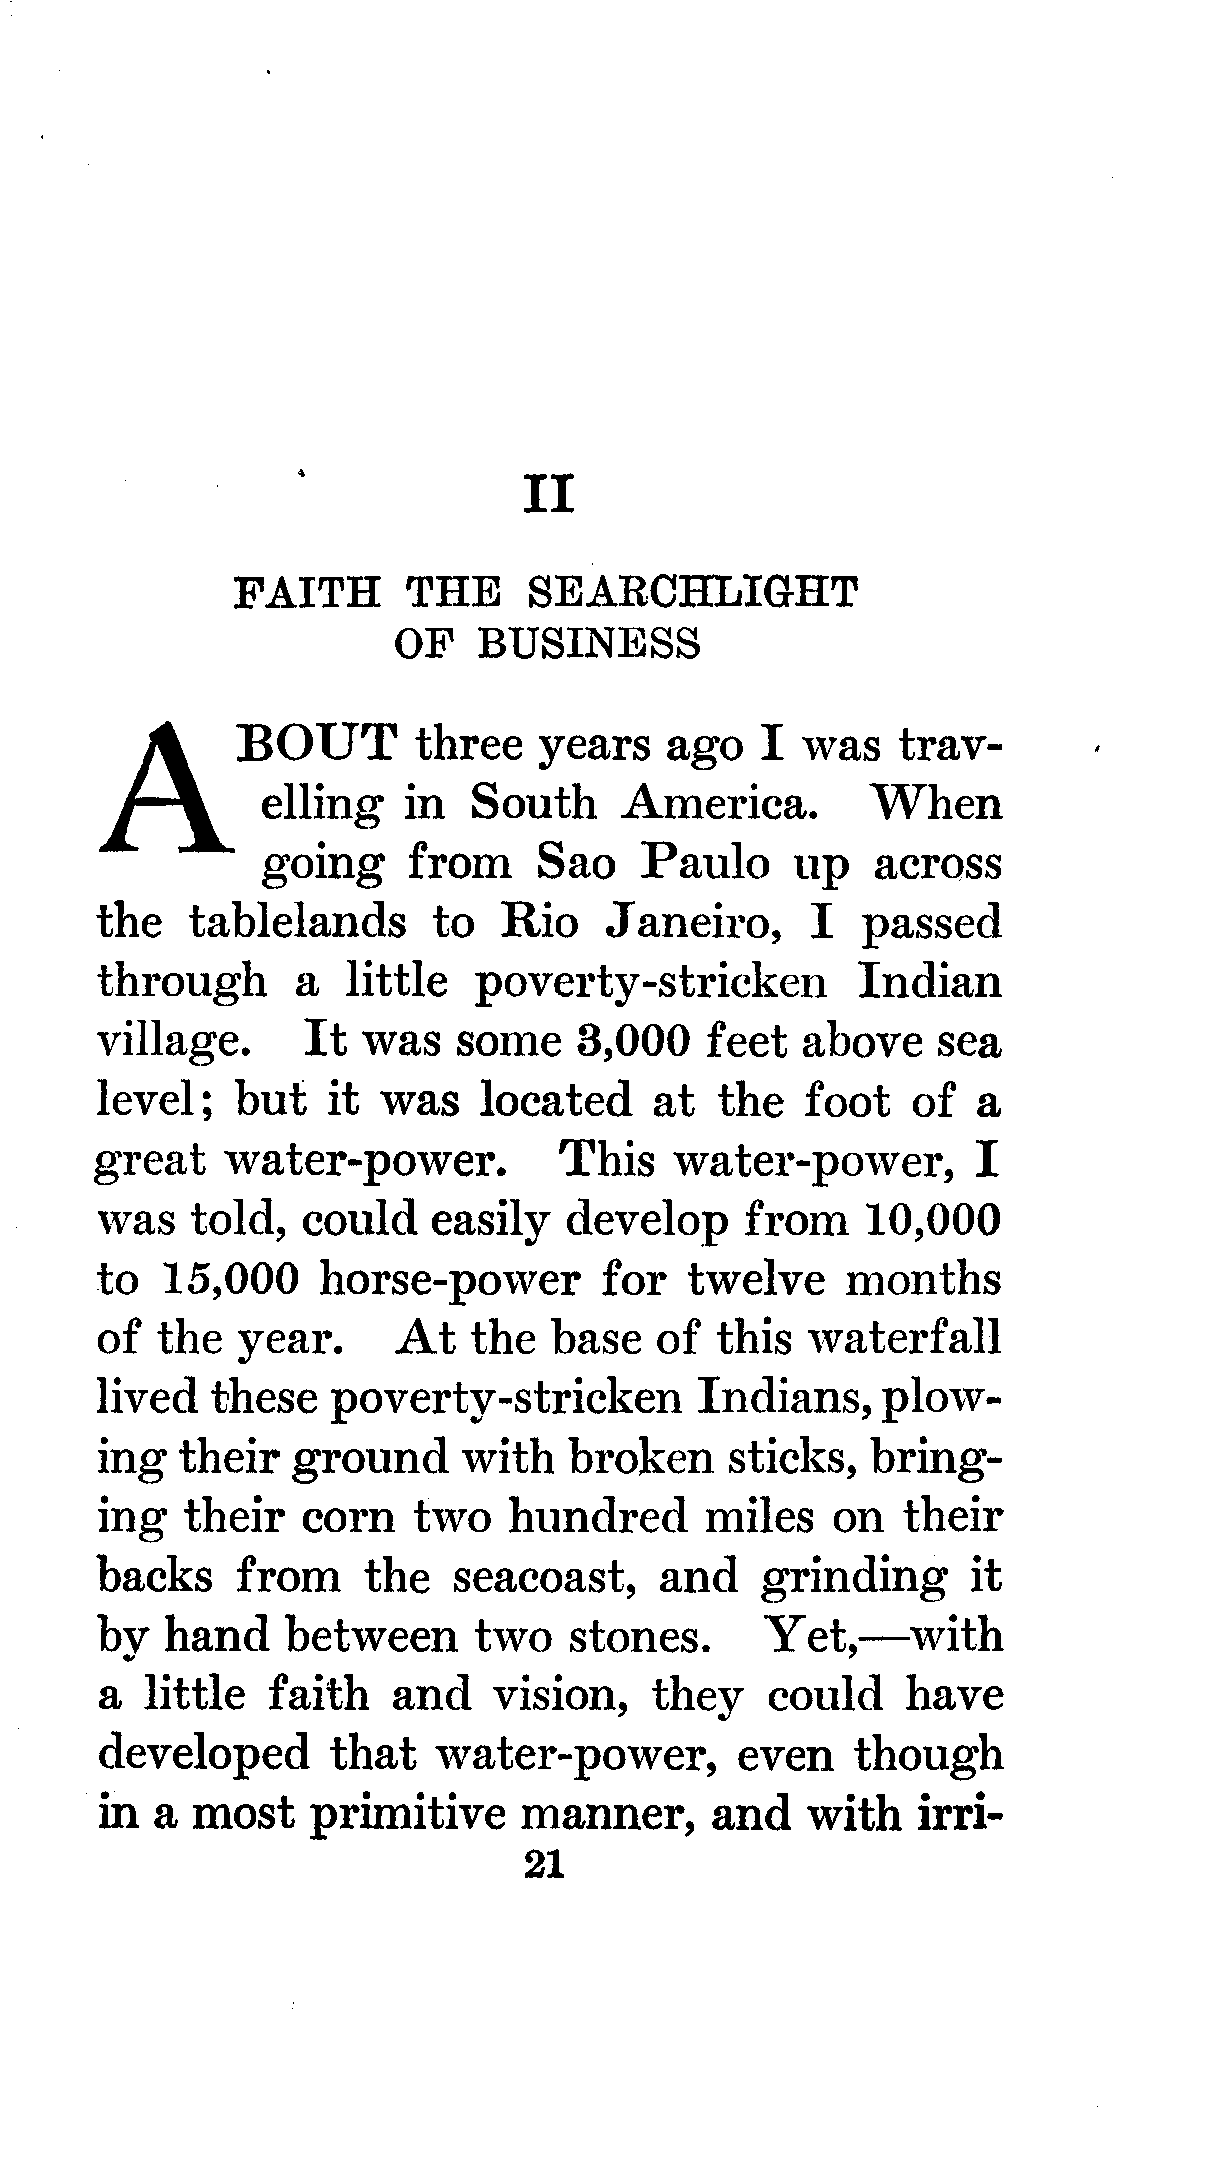 II
FAITH THE SEARCHLIGHT
OF BUSINESS
ABOUT three years ago I was trav-
elling in South America. When
going from Sao Paulo up across
the tablelands to Rio Janeiro, I passed
through a little poverty-stricken Indian
village. It was some 3,000 feet above sea
level; but it was located at the foot of a
great water-power. This water-power, I
was told, could easily develop from 10,000
to 15,000 horse-power for twelve months
of the year. At the base of this waterfall
lived these poverty-stricken Indians, plow-
ing their ground with broken sticks, bring-
ing their corn two hundred miles on their
backs from the seacoast, and grinding it
by hand between two stones. Yet,—with
a little faith and vision, they could have
developed that water-power, even though
in a most primitive manner, and with irri-
21